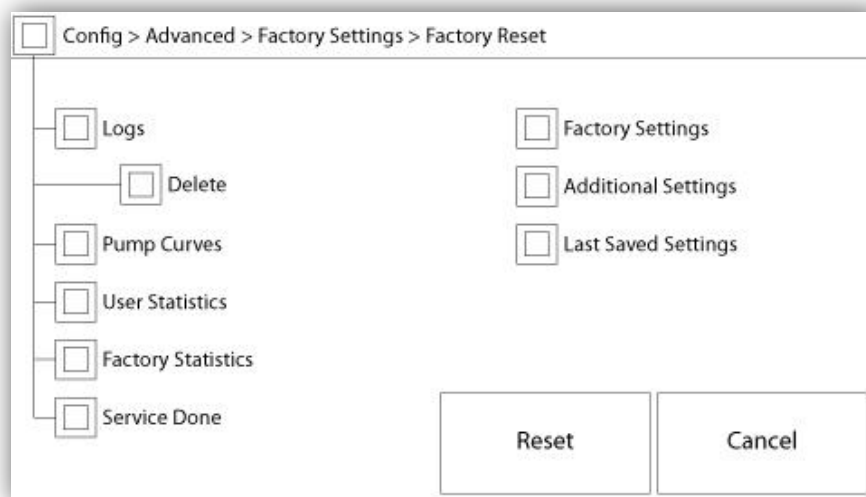 Config > Advanced > Factory Settings > Factory Reset
Logs
Delete
Pump Curves
User Statistics
Factory Statistics
Service Done
Factory Settings
Additional Settings
Last Saved Settings
Reset
Cancel